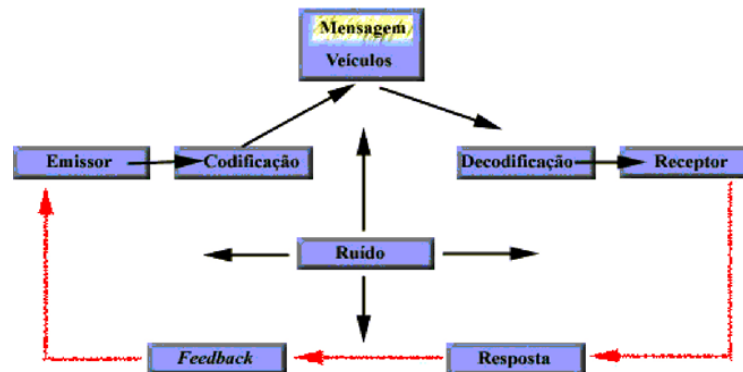 Mensagem
Veículos
Emissor
Codificação
Decodificação
Receptor
Ruído
Feedback
Resposta